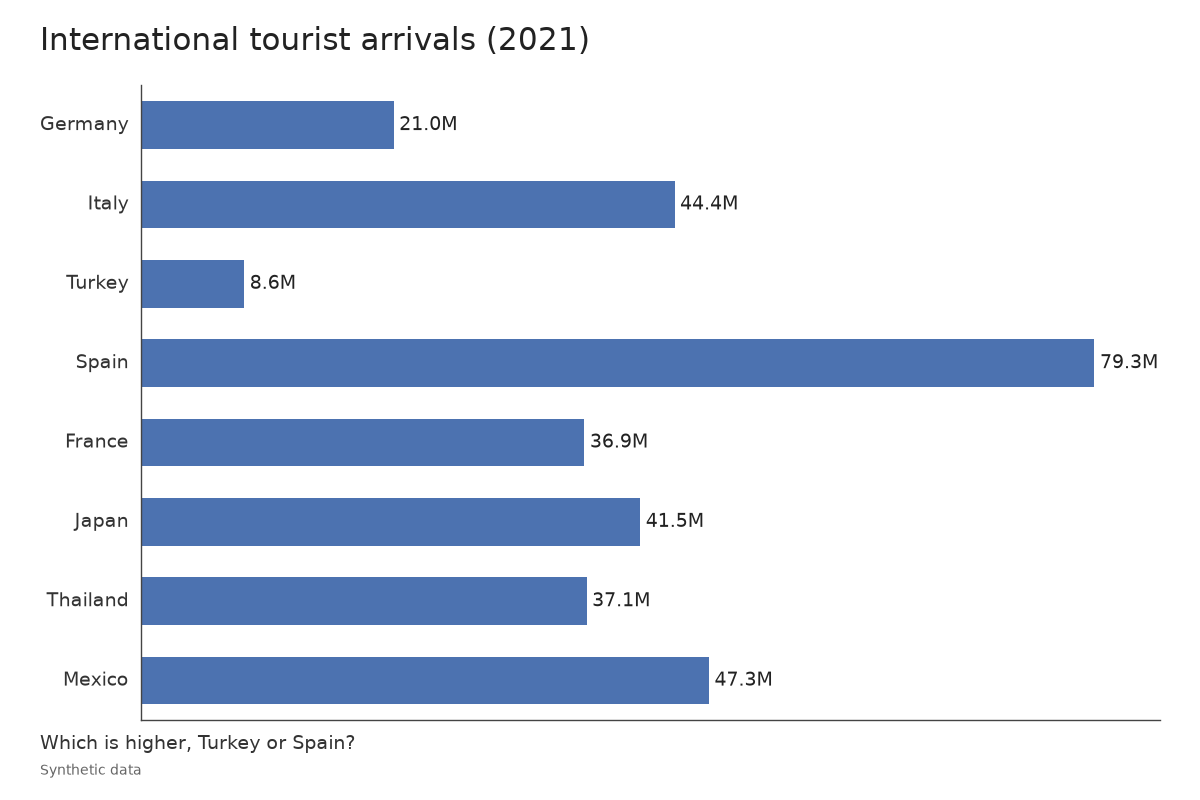 International tourist arrivals (2021)
Germany 21.0M
Italy 44.4M
Turkey 8.6M
Spain 79.3M
France 36.9M
Japan 41.5M
Thailand 37.1M
Mexico 47.3M
Which is higher, Turkey or Spain?
Synthetic data